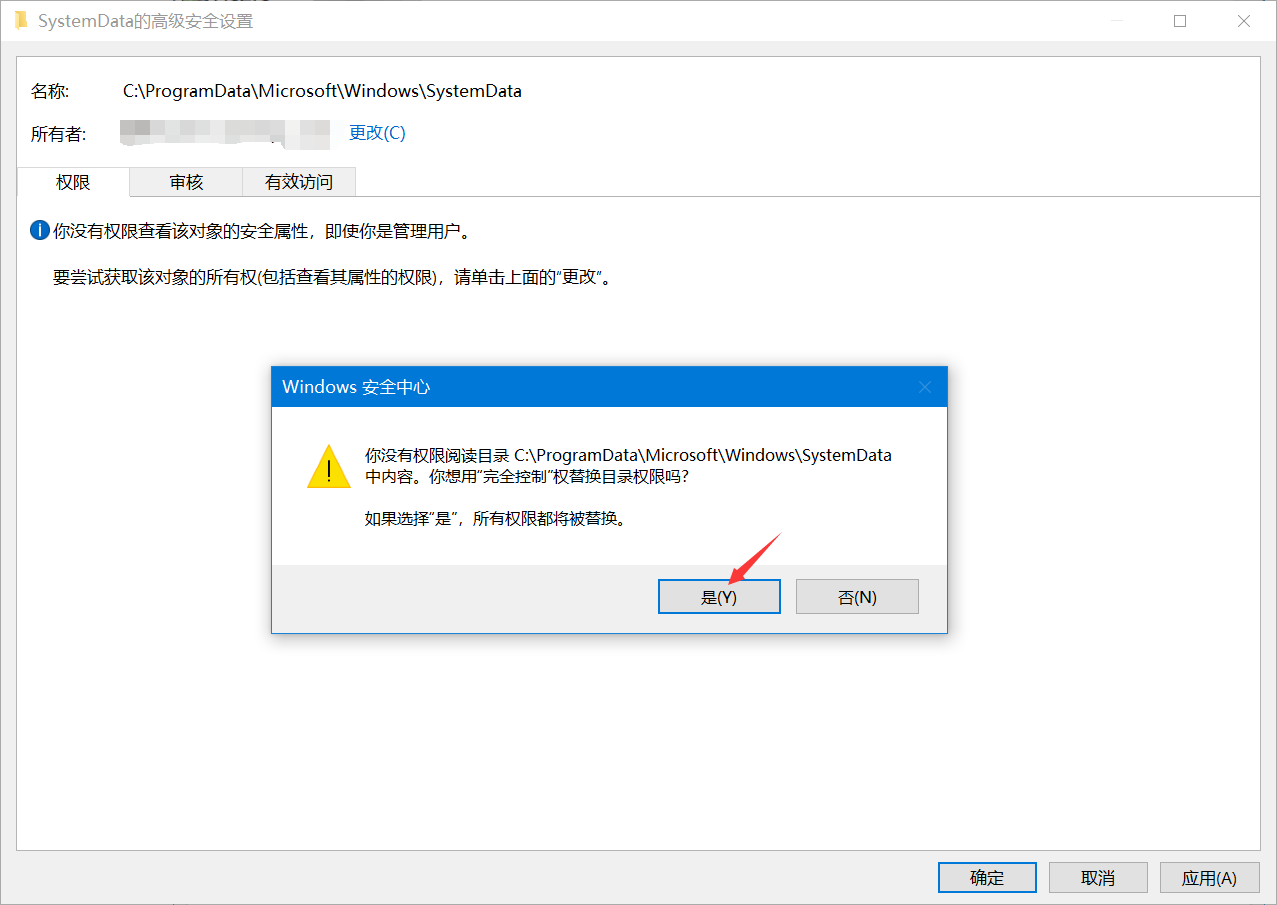 SystemData的高级安全设置
名称: C:\ProgramData\Microsoft\Windows\SystemData
所有者: 更改(C)
权限 审核 有效访问
你没有权限查看该对象的安全属性，即使你是管理用户。
要尝试获取该对象的所有权(包括查看其属性的权限)，请单击上面的“更改”。
Windows 安全中心
你没有权限阅读目录 C:\ProgramData\Microsoft\Windows\SystemData
中内容。你想用“完全控制”权替换目录权限吗？
如果选择“是”，所有权限都将被替换。
是(Y) 否(N)
确定 取消 应用(A)